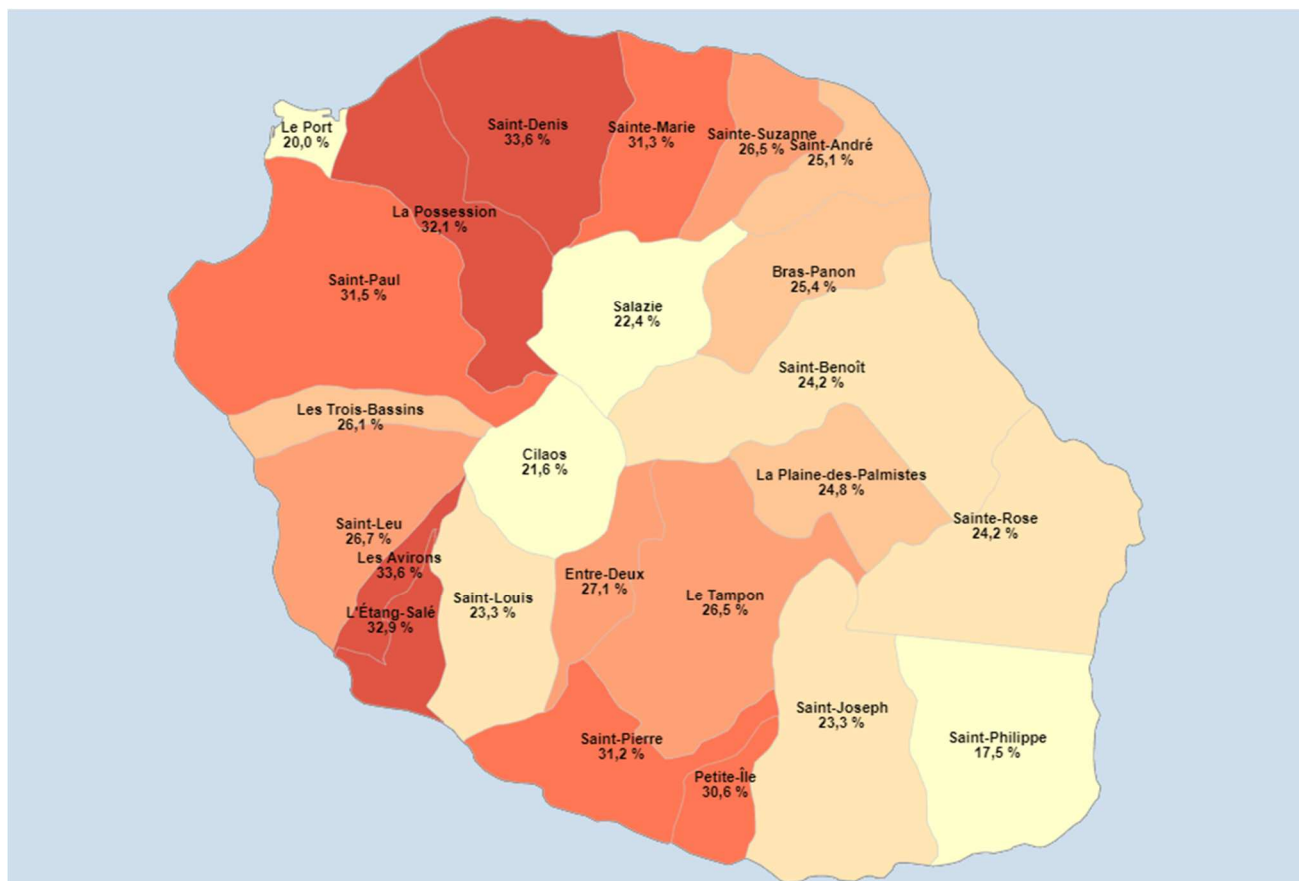 Saint-Denis
33,6 %
Sainte-Marie
31,3 %
Le Port
20,0 %
Sainte-Suzanne
26,5 %
Saint-André
25,1 %
La Possession
32,1 %
Saint-Paul
31,5 %
Bras-Panon
25,4 %
Salazie
22,4 %
Saint-Benoît
24,2 %
Les Trois-Bassins
26,1 %
Cilaos
21,6 %
La Plaine-des-Palmistes
24,8 %
Sainte-Rose
24,2 %
Saint-Leu
26,7 %
Les Avirons
33,6 %
L'Étang-Salé
32,9 %
Saint-Louis
23,3 %
Entre-Deux
27,1 %
Le Tampon
26,5 %
Saint-Joseph
23,3 %
Saint-Pierre
31,2 %
Saint-Philippe
17,5 %
Petite-Île
30,6 %